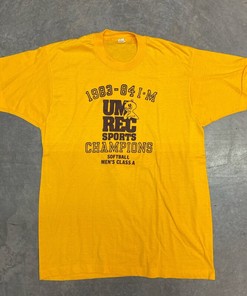 1983-84 I-M
UM
REC
SPORTS
CHAMPIONS
SOFTBALL
MEN'S CLASS A